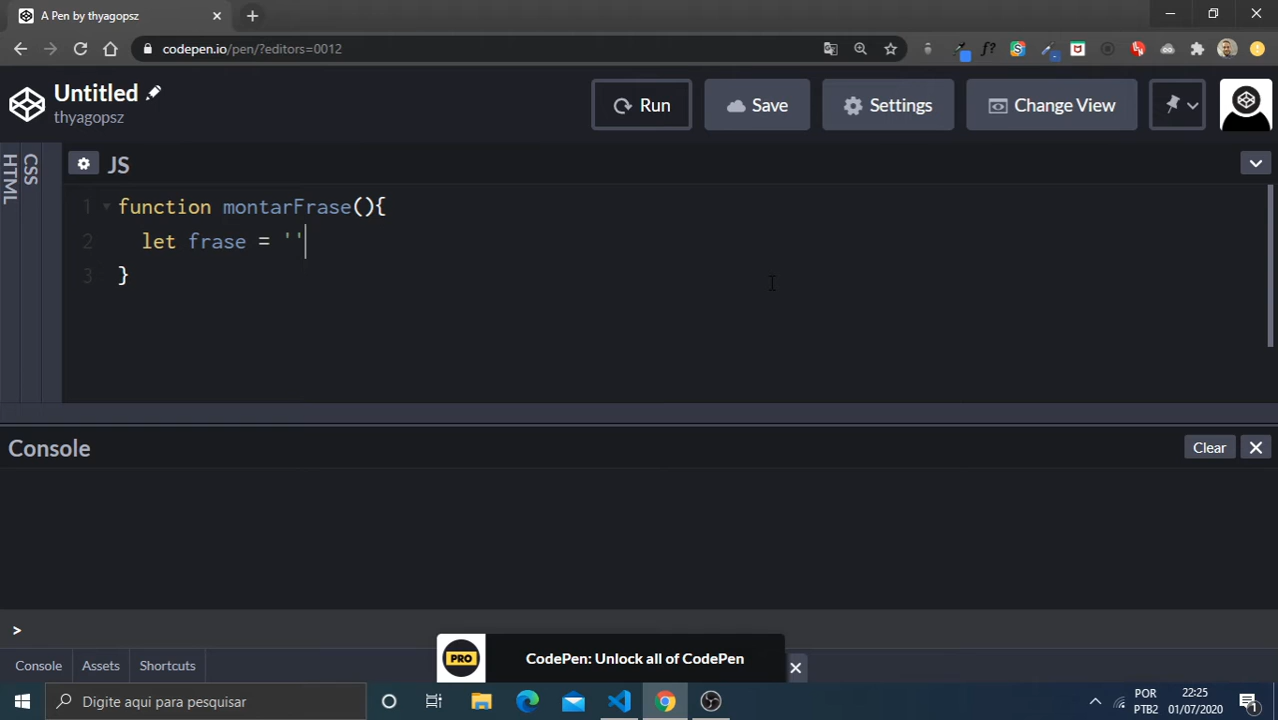 A Pen by thyagopsz
codepen.io/pen/?editors=0012
Untitled
thyagopsz
Run
Save
Settings
Change View
HTML
CSS
JS
1 function montarFrase(){
2 let frase = ''
3 }
Console
Clear
>
PRO
CodePen: Unlock all of CodePen
Console
Assets
Shortcuts
Digite aqui para pesquisar
POR
PTB2
22:25
01/07/2020
1